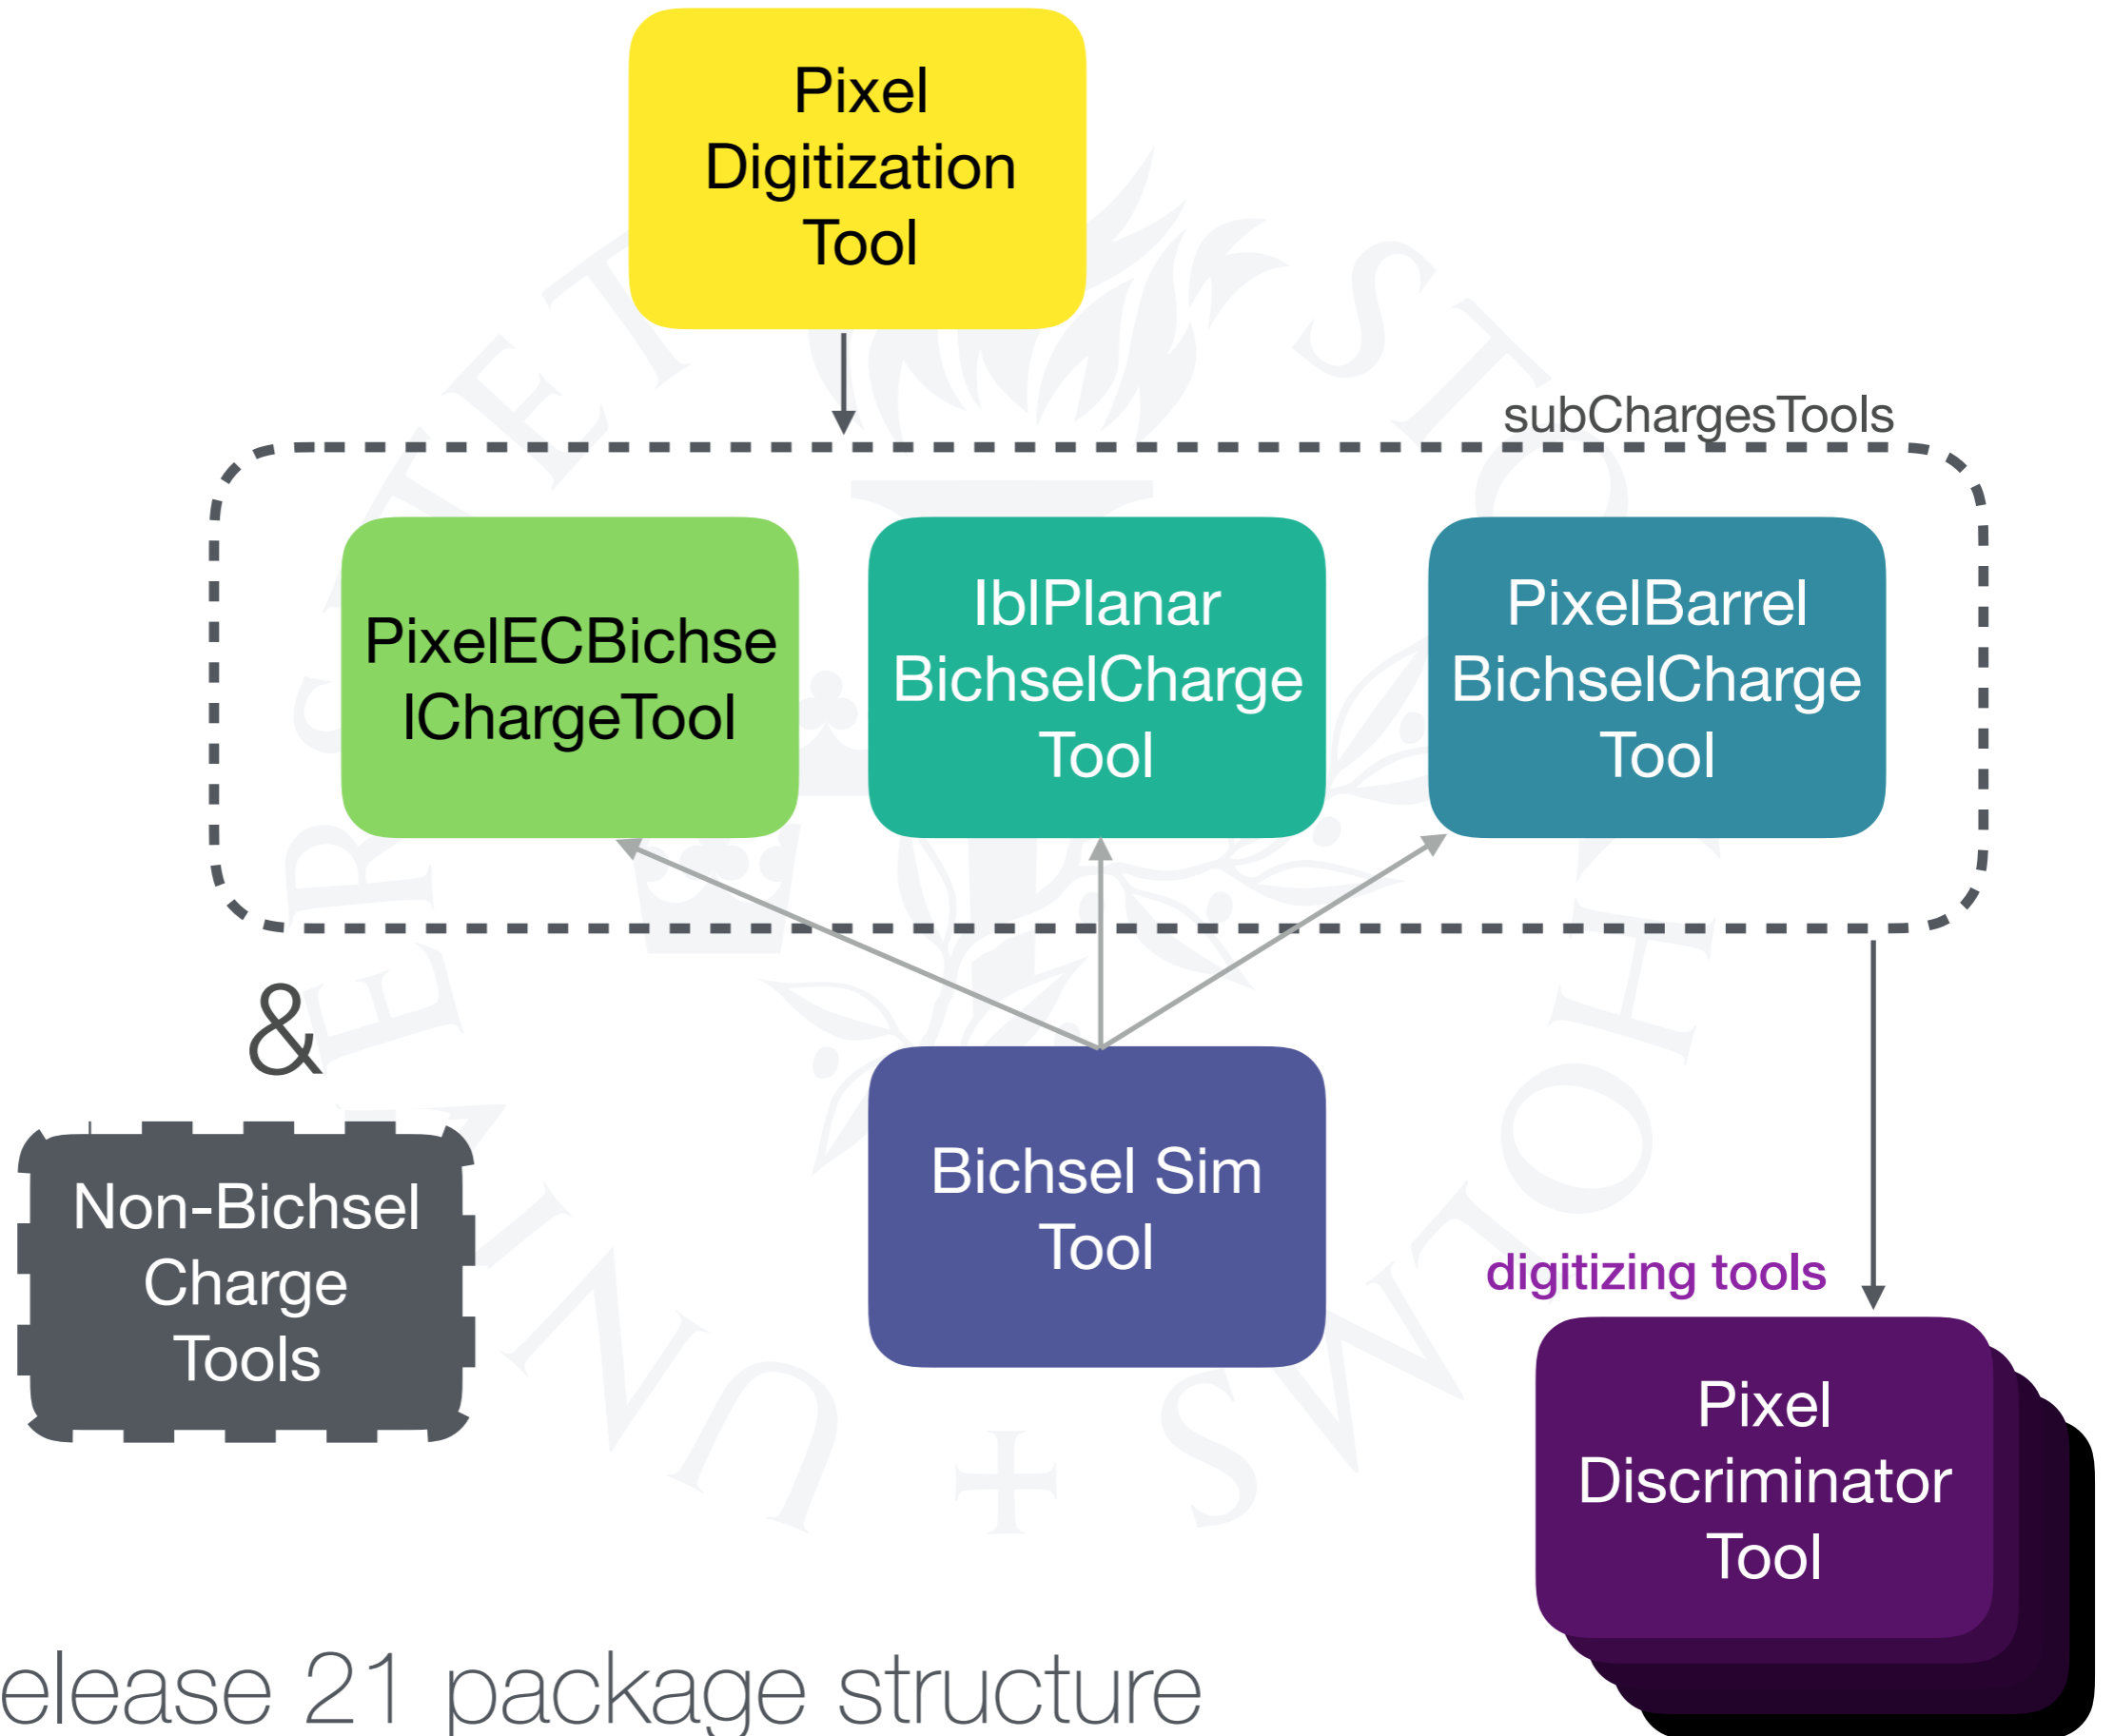 Pixel
Digitization
Tool
subChargesTools
PixelECBichse
lChargeTool
IblPlanar
BichselCharge
Tool
PixelBarrel
BichselCharge
Tool
&
Non-Bichsel
Charge
Tools
Bichsel Sim
Tool
digitizing tools
Pixel
Discriminator
Tool
elease 21 package structure